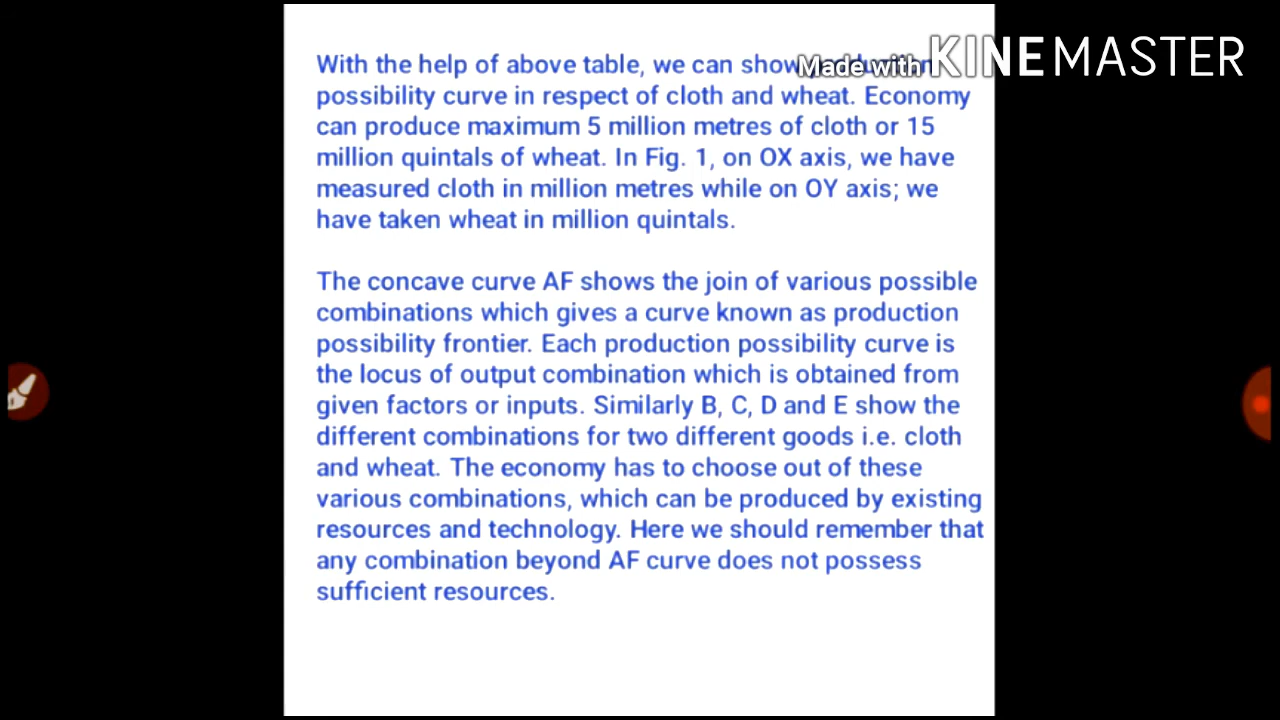 Made with KINEMASTER
With the help of above table, we can show
possibility curve in respect of cloth and wheat. Economy
can produce maximum 5 million metres of cloth or 15
million quintals of wheat. In Fig. 1, on OX axis, we have
measured cloth in million metres while on OY axis; we
have taken wheat in million quintals.
The concave curve AF shows the join of various possible
combinations which gives a curve known as production
possibility frontier. Each production possibility curve is
the locus of output combination which is obtained from
given factors or inputs. Similarly B, C, D and E show the
different combinations for two different goods i.e. cloth
and wheat. The economy has to choose out of these
various combinations, which can be produced by existing
resources and technology. Here we should remember that
any combination beyond AF curve does not possess
sufficient resources.